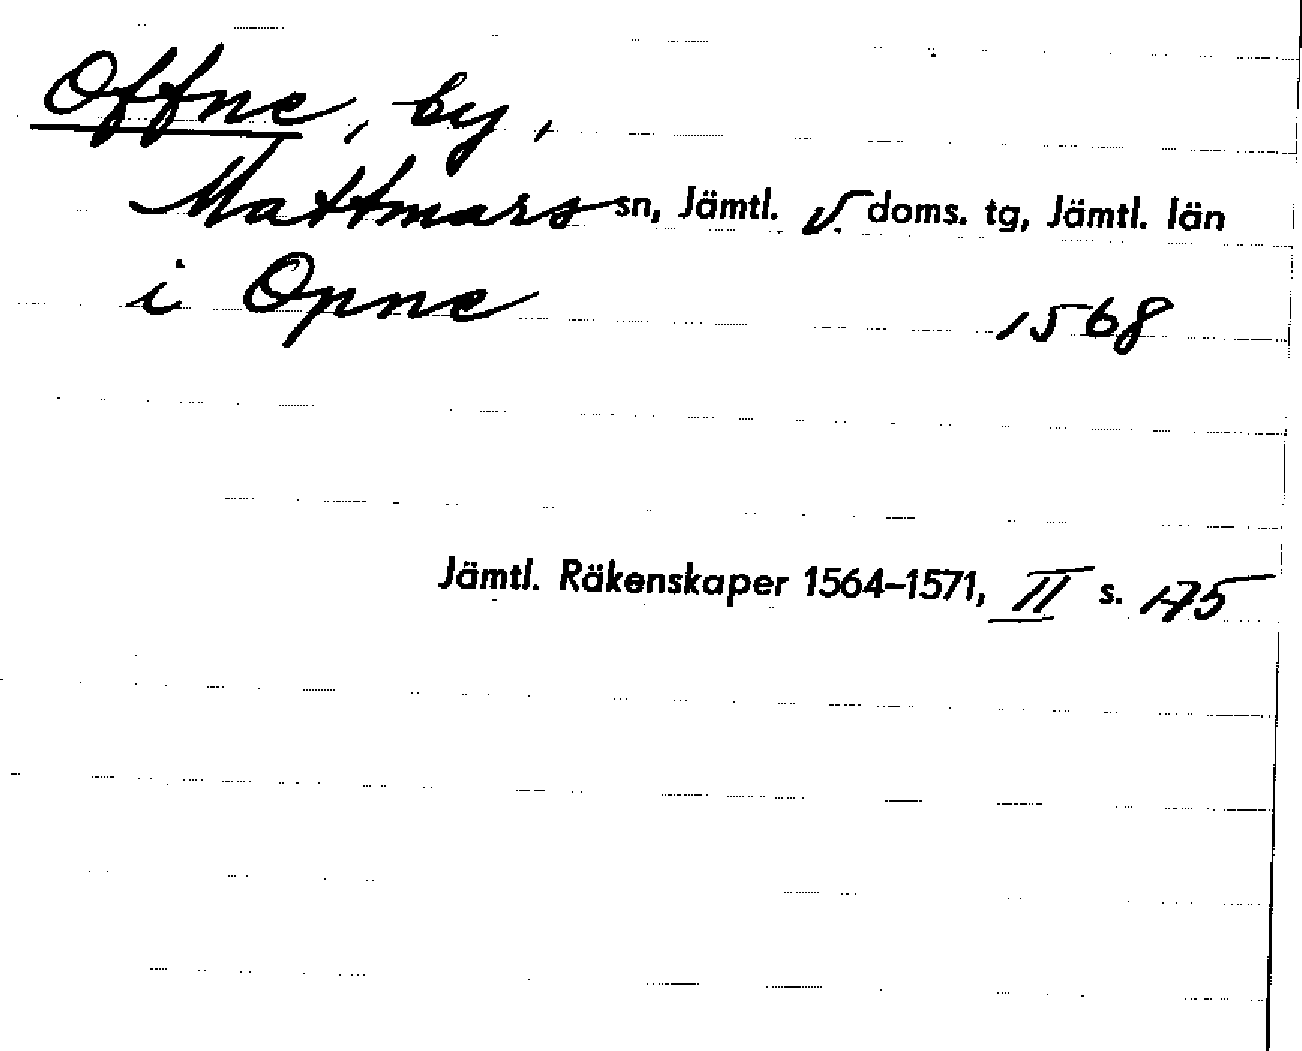 Offne, by,
Mattmars sn, Jämtl. v. doms. tg, Jämtl. län
i Opne 1568
Jämtl. Räkenskaper 1564–1571, II s. 175